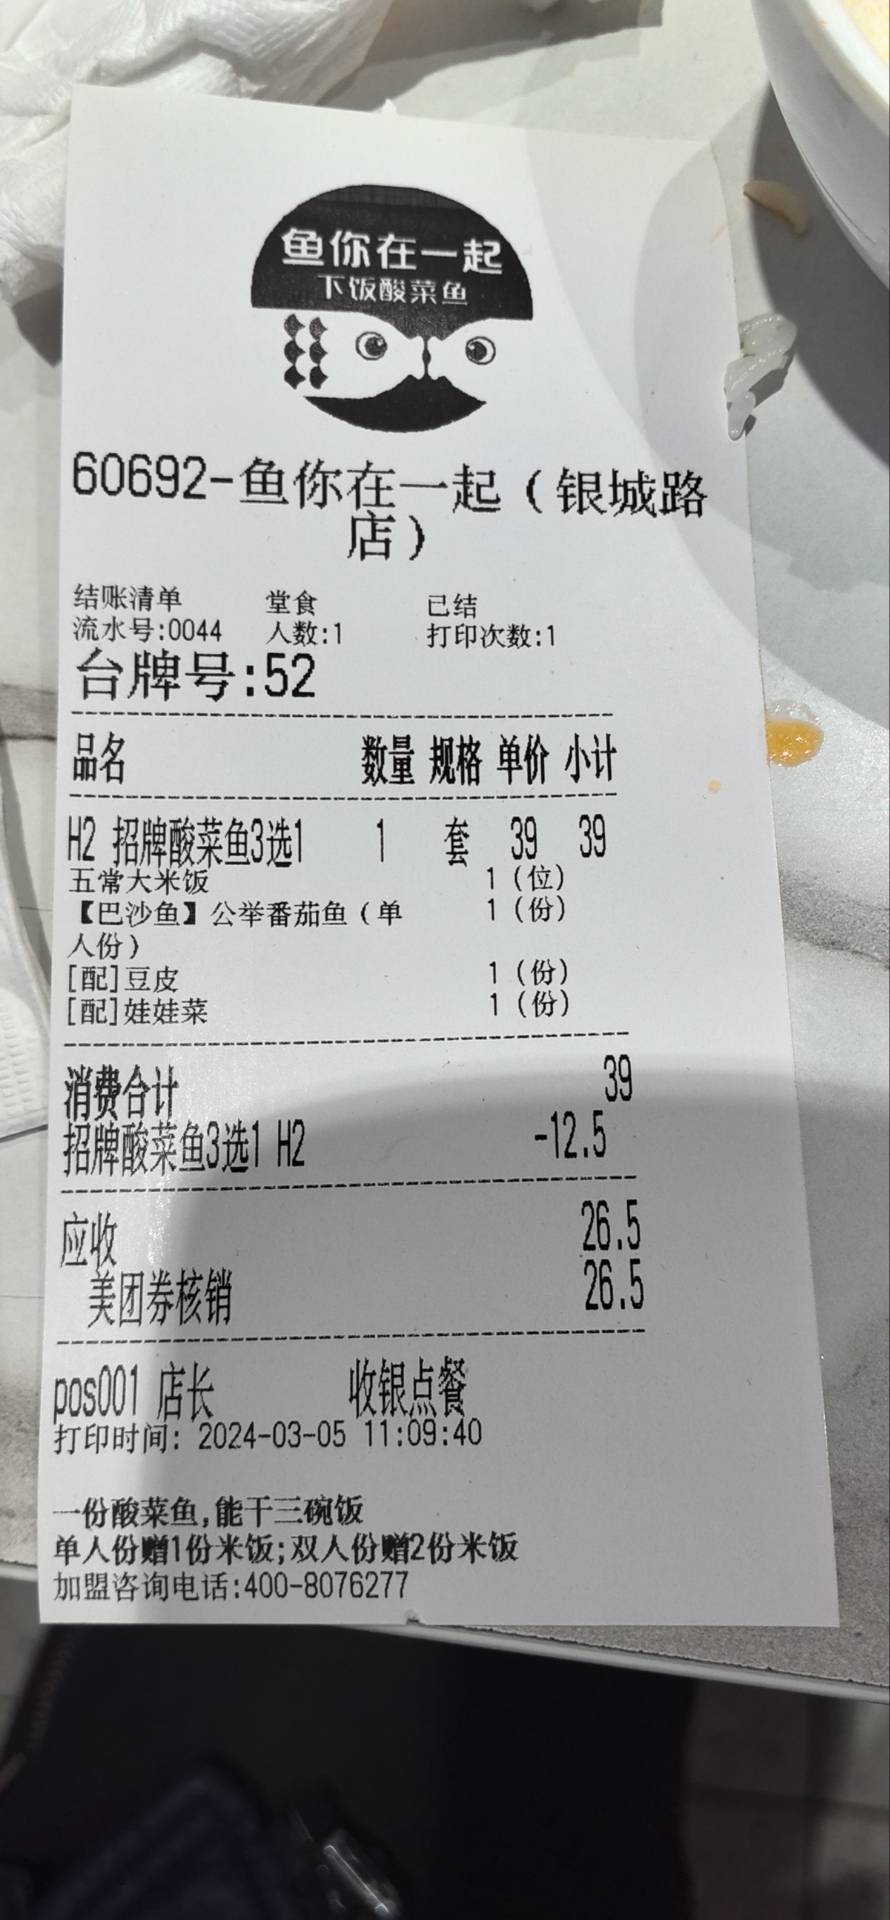 鱼你在一起
下饭酸菜鱼
60692-鱼你在一起（银城路
店）
结账清单 堂食 已结
流水号:0044 人数:1 打印次数:1
台牌号:52
品名 数量 规格 单价 小计
H2 招牌酸菜鱼3选1 1 套 39 39
五常大米饭 1（位）
【巴沙鱼】公举番茄鱼（单 1（份）
人份）
[配]豆皮 1（份）
[配]娃娃菜 1（份）
消费合计 39
招牌酸菜鱼3选1 H2 -12.5
应收 26.5
美团券核销 26.5
pos001 店长 收银点餐
打印时间: 2024-03-05 11:09:40
一份酸菜鱼,能干三碗饭
单人份赠1份米饭;双人份赠2份米饭
加盟咨询电话:400-8076277